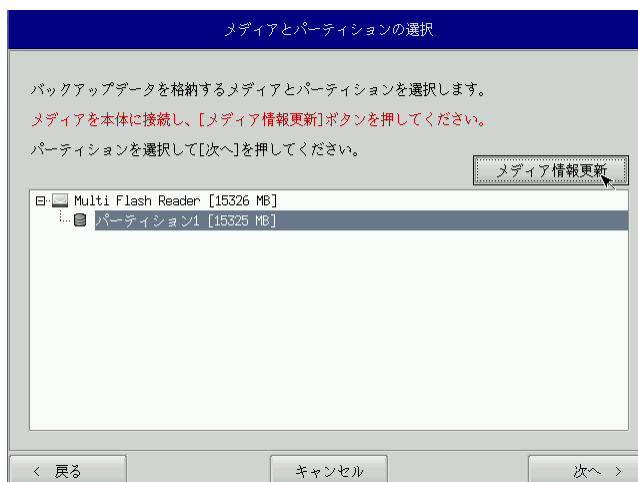 メディアとパーティションの選択
バックアップデータを格納するメディアとパーティションを選択します。
メディアを本体に接続し、[メディア情報更新]ボタンを押してください。
パーティションを選択して[次へ]を押してください。
メディア情報更新
Multi Flash Reader [15326 MB]
パーティション1 [15325 MB]
< 戻る
キャンセル
次へ >